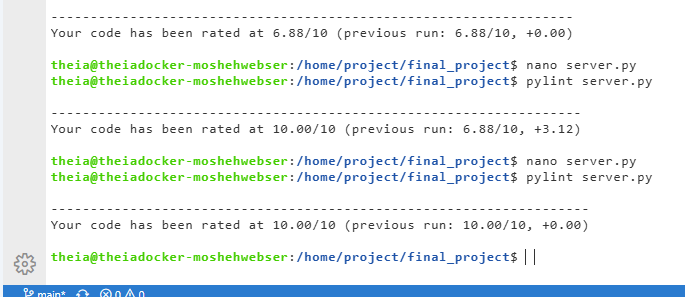 -----------------------------------------------------------------
Your code has been rated at 6.88/10 (previous run: 6.88/10, +0.00)
theia@theiadocker-moshehwebser:/home/project/final_project$ nano server.py
theia@theiadocker-moshehwebser:/home/project/final_project$ pylint server.py
------------------------------------------------------------------
Your code has been rated at 10.00/10 (previous run: 6.88/10, +3.12)
theia@theiadocker-moshehwebser:/home/project/final_project$ nano server.py
theia@theiadocker-moshehwebser:/home/project/final_project$ pylint server.py
-------------------------------------------------------------------
Your code has been rated at 10.00/10 (previous run: 10.00/10, +0.00)
theia@theiadocker-moshehwebser:/home/project/final_project$
main* 0 0